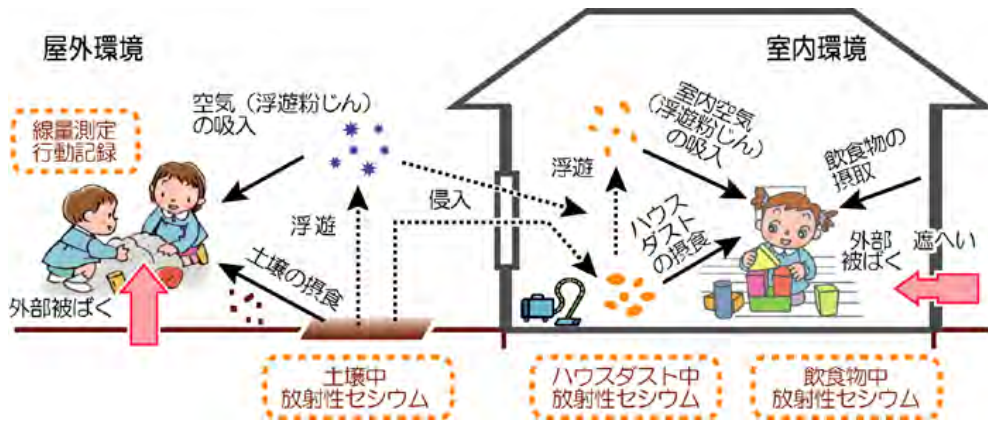 屋外環境
室内環境
線量測定
行動記録
空気（浮遊粉じん）
の吸入
浮遊
侵入
土壌の摂食
外部被ばく
室内空気
（浮遊粉じん）
の吸入
浮遊
ハウス
ダスト
の摂食
飲食物の
摂取
外部
被ばく
遮へい
土壌中
放射性セシウム
ハウスダスト中
放射性セシウム
飲食物中
放射性セシウム